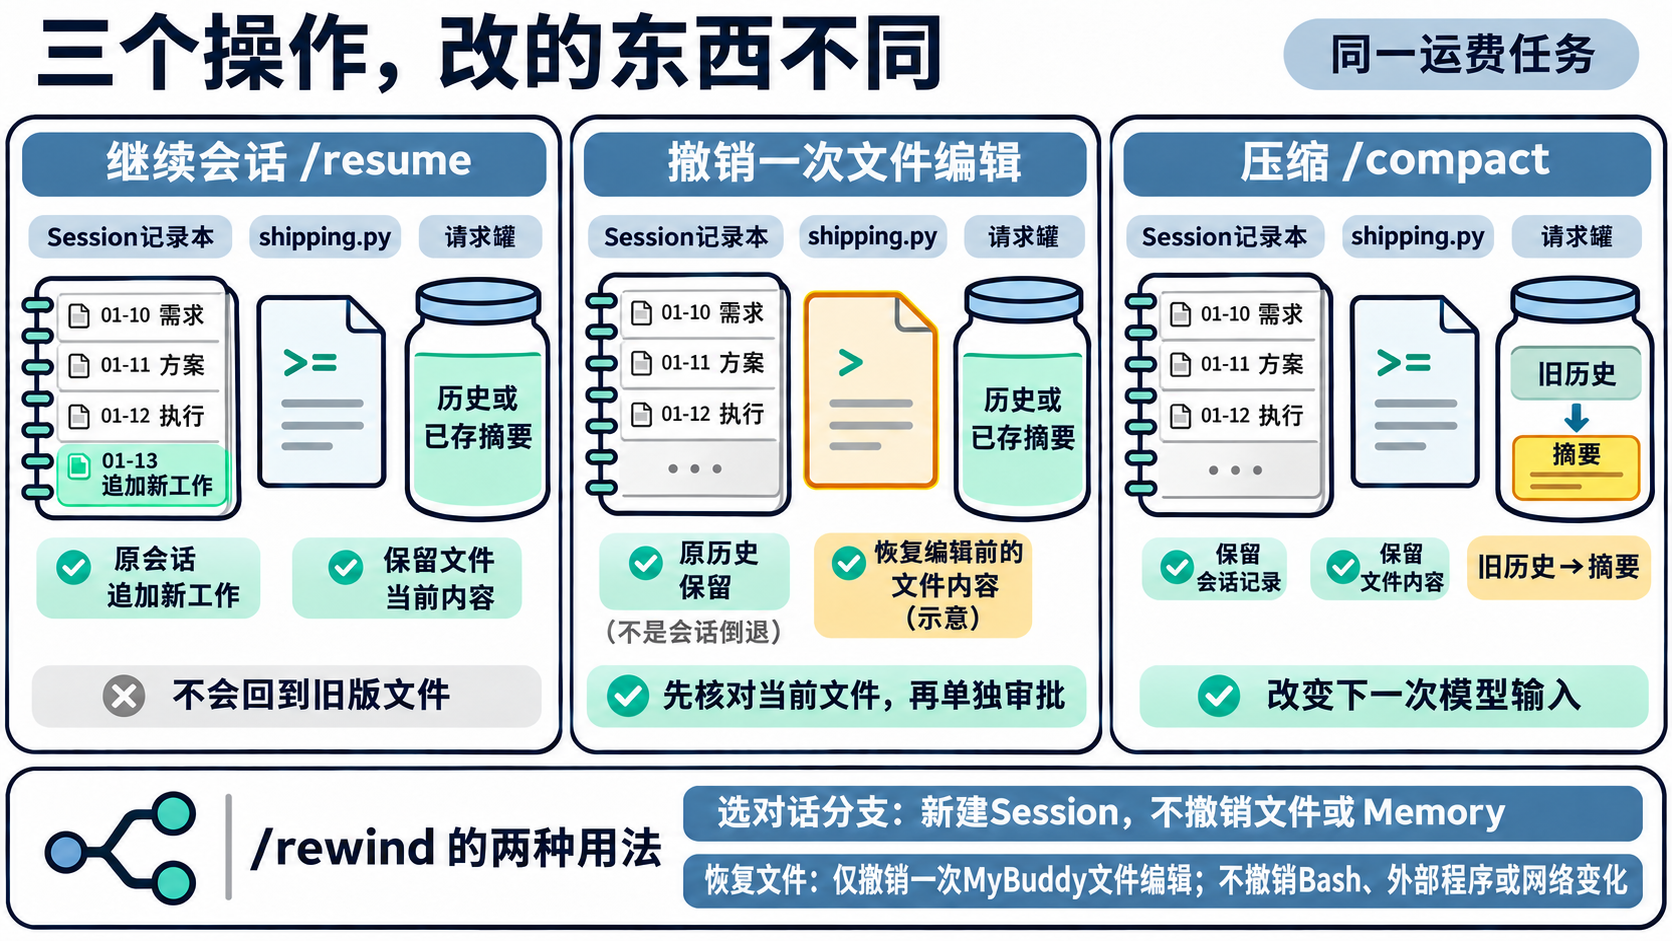 三个操作，改的东西不同
同一运费任务
继续会话 /resume
Session记录本
shipping.py
请求罐
01-10 需求
01-11 方案
01-12 执行
01-13
追加新工作
>=
历史或
已存摘要
原会话
追加新工作
保留文件
当前内容
不会回到旧版文件
撤销一次文件编辑
Session记录本
shipping.py
请求罐
01-10 需求
01-11 方案
01-12 执行
...
>
历史或
已存摘要
原历史
保留
（不是会话倒退）
恢复编辑前的
文件内容
（示意）
先核对当前文件，再单独审批
压缩 /compact
Session记录本
shipping.py
请求罐
01-10 需求
01-11 方案
01-12 执行
...
>=
旧历史
摘要
保留
会话记录
保留
文件内容
旧历史→摘要
改变下一次模型输入
/rewind 的两种用法
选对话分支：新建Session，不撤销文件或 Memory
恢复文件：仅撤销一次MyBuddy文件编辑；不撤销Bash、外部程序或网络变化